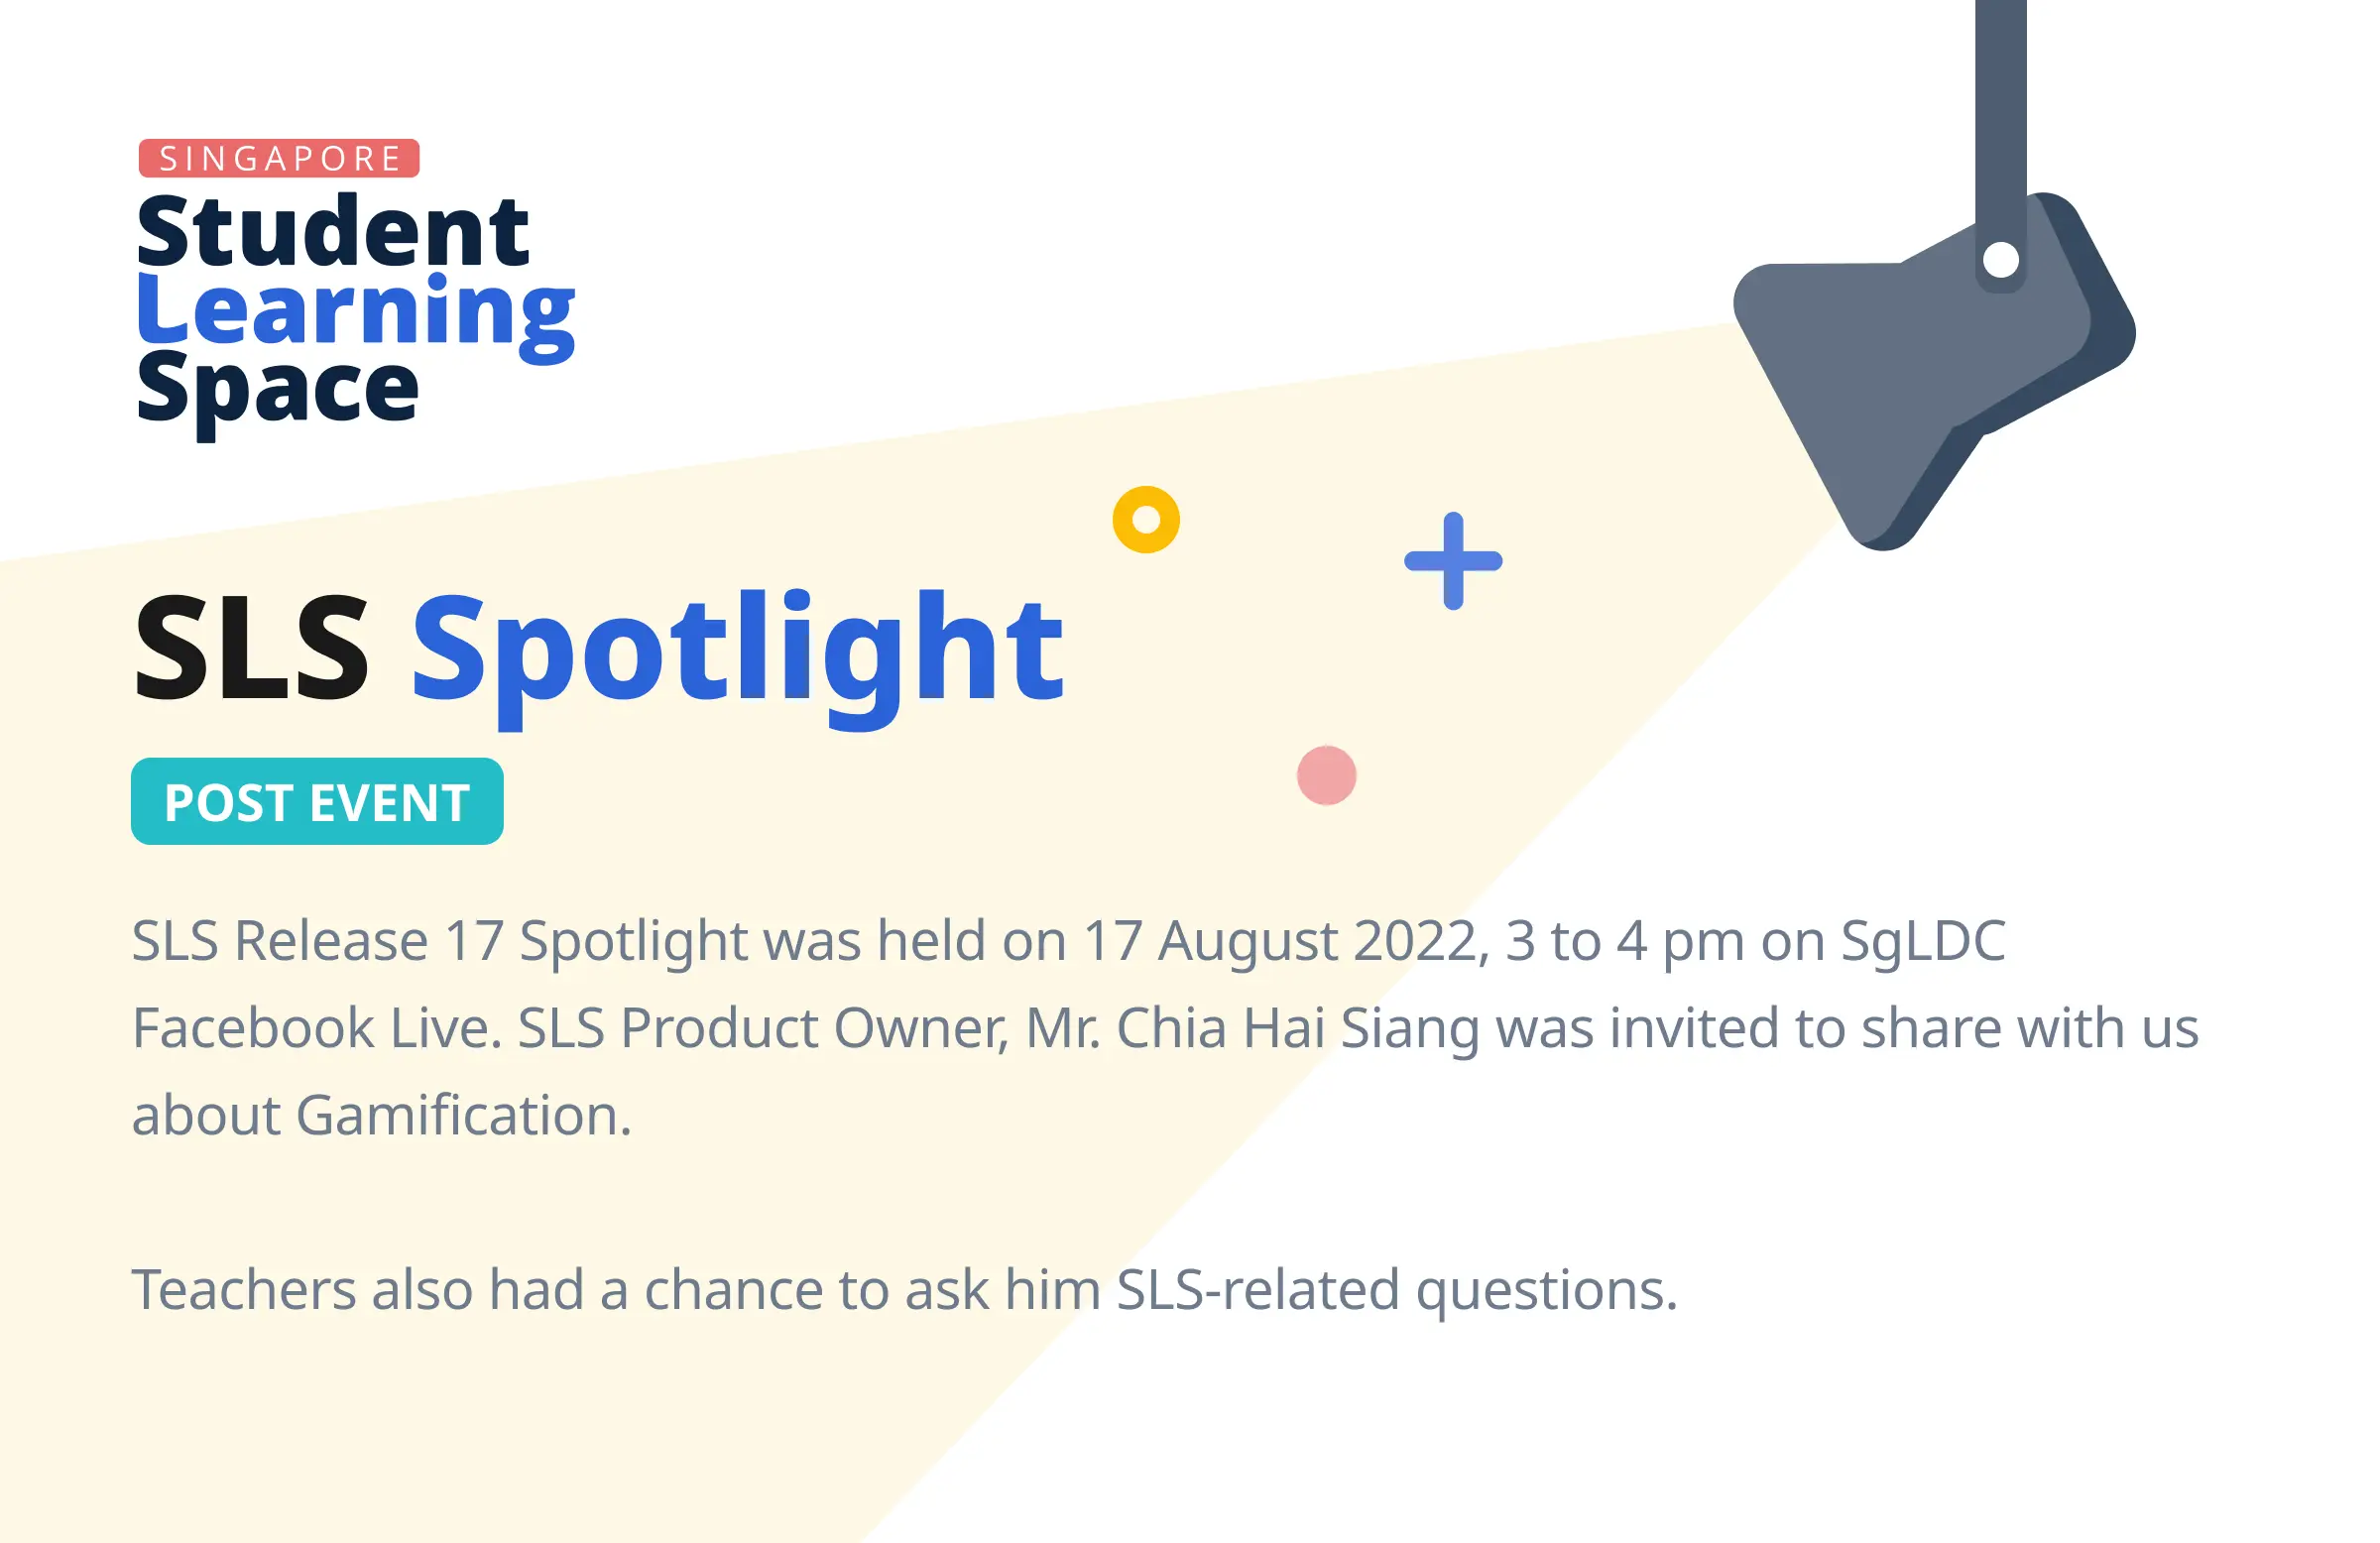 SINGAPORE
Student
Learning
Space
SLS Spotlight
POST EVENT
SLS Release 17 Spotlight was held on 17 August 2022, 3 to 4 pm on SgLDC
Facebook Live. SLS Product Owner, Mr. Chia Hai Siang was invited to share with us
about Gamification.
Teachers also had a chance to ask him SLS-related questions.